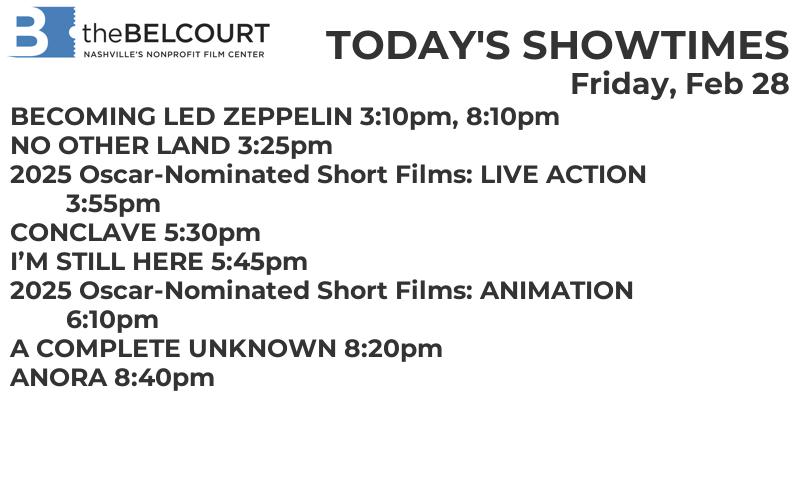 B theBELCOURT
NASHVILLE'S NONPROFIT FILM CENTER
TODAY'S SHOWTIMES
Friday, Feb 28
BECOMING LED ZEPPELIN 3:10pm, 8:10pm
NO OTHER LAND 3:25pm
2025 Oscar-Nominated Short Films: LIVE ACTION
3:55pm
CONCLAVE 5:30pm
I’M STILL HERE 5:45pm
2025 Oscar-Nominated Short Films: ANIMATION
6:10pm
A COMPLETE UNKNOWN 8:20pm
ANORA 8:40pm